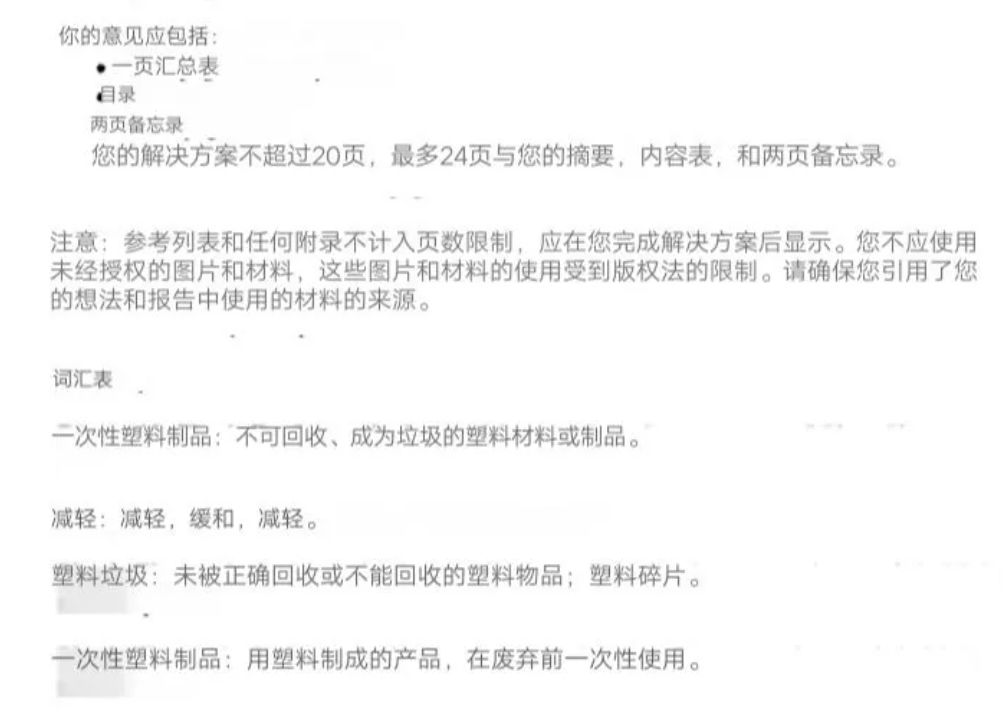 你的意见应包括：
• 一页汇总表
•目录
两页备忘录
您的解决方案不超过20页，最多24页与您的摘要，内容表，和两页备忘录。
注意：参考列表和任何附录不计入页数限制，应在您完成解决方案后显示。您不应使用
未经授权的图片和材料，这些图片和材料的使用受到版权法的限制。请确保您引用了您
的想法和报告中使用的材料的来源。
词汇表
一次性塑料制品：不可回收、成为垃圾的塑料材料或制品。
减轻：减轻，缓和，减轻。
塑料垃圾：未被正确回收或不能回收的塑料物品；塑料碎片。
一次性塑料制品：用塑料制成的产品，在废弃前一次性使用。